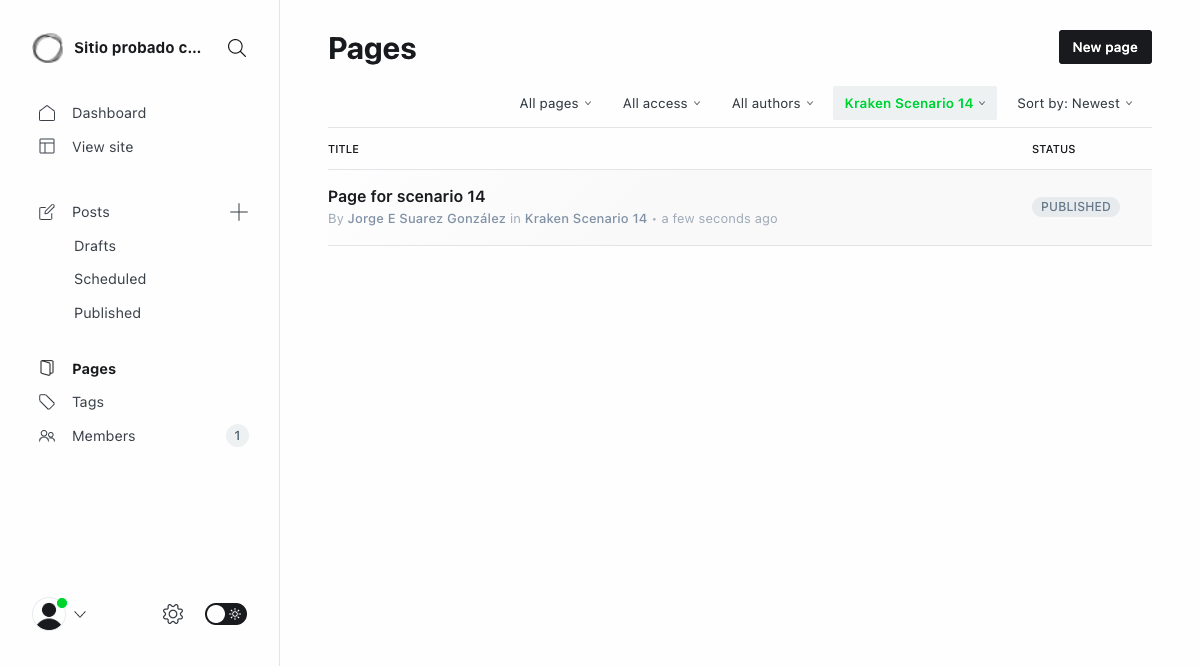 Sitio probado c...
Dashboard
View site
Posts
Drafts
Scheduled
Published
Pages
Tags
Members 1
Pages
New page
All pages All access All authors Kraken Scenario 14 Sort by: Newest
TITLE STATUS
Page for scenario 14
By Jorge E Suarez González in Kraken Scenario 14 • a few seconds ago
PUBLISHED